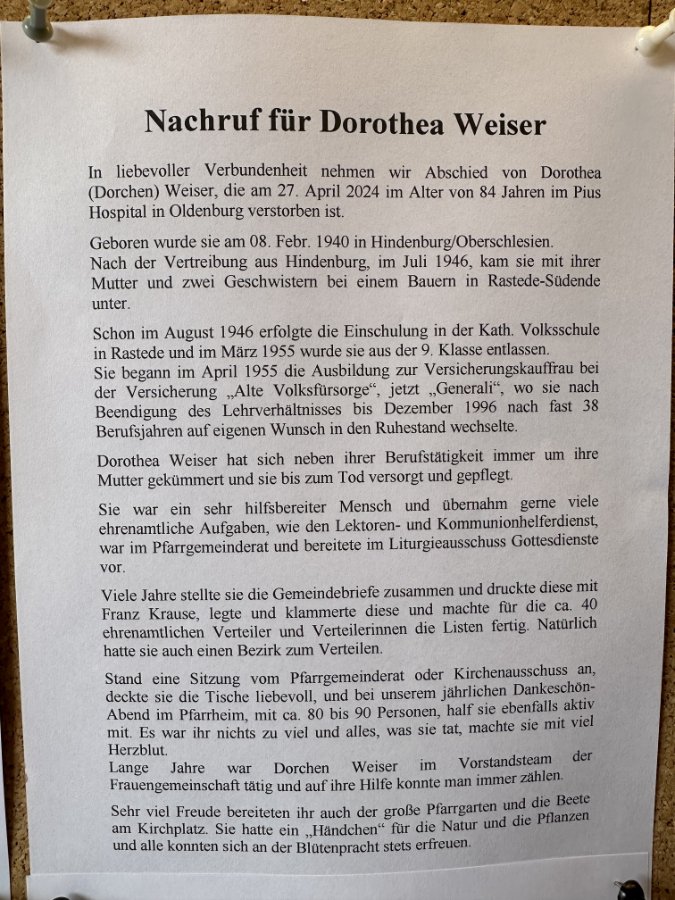 Nachruf für Dorothea Weiser
In liebevoller Verbundenheit nehmen wir Abschied von Dorothea
(Dorchen) Weiser, die am 27. April 2024 im Alter von 84 Jahren im Pius
Hospital in Oldenburg verstorben ist.
Geboren wurde sie am 08. Febr. 1940 in Hindenburg/Oberschlesien.
Nach der Vertreibung aus Hindenburg, im Juli 1946, kam sie mit ihrer
Mutter und zwei Geschwistern bei einem Bauern in Rastede-Südende
unter.
Schon im August 1946 erfolgte die Einschulung in der Kath. Volksschule
in Rastede und im März 1955 wurde sie aus der 9. Klasse entlassen.
Sie begann im April 1955 die Ausbildung zur Versicherungskauffrau bei
der Versicherung „Alte Volksfürsorge“, jetzt „Generali“, wo sie nach
Beendigung des Lehrverhältnisses bis Dezember 1996 nach fast 38
Berufsjahren auf eigenen Wunsch in den Ruhestand wechselte.
Dorothea Weiser hat sich neben ihrer Berufstätigkeit immer um ihre
Mutter gekümmert und sie bis zum Tod versorgt und gepflegt.
Sie war ein sehr hilfsbereiter Mensch und übernahm gerne viele
ehrenamtliche Aufgaben, wie den Lektoren- und Kommunionhelferdienst,
war im Pfarrgemeinderat und bereitete im Liturgieausschuss Gottesdienste
vor.
Viele Jahre stellte sie die Gemeindebriefe zusammen und druckte diese mit
Franz Krause, legte und klammerte diese und machte für die ca. 40
ehrenamtlichen Verteiler und Verteilerinnen die Listen fertig. Natürlich
hatte sie auch einen Bezirk zum Verteilen.
Stand eine Sitzung vom Pfarrgemeinderat oder Kirchenausschuss an,
deckte sie die Tische liebevoll, und bei unserem jährlichen Dankeschön-
Abend im Pfarrheim, mit ca. 80 bis 90 Personen, half sie ebenfalls aktiv
mit. Es war ihr nichts zu viel und alles, was sie tat, machte sie mit viel
Herzblut.
Lange Jahre war Dorchen Weiser im Vorstandsteam der
Frauengemeinschaft tätig und auf ihre Hilfe konnte man immer zählen.
Sehr viel Freude bereiteten ihr auch der große Pfarrgarten und die Beete
am Kirchplatz. Sie hatte ein „Händchen“ für die Natur und die Pflanzen
und alle konnten sich an der Blütenpracht stets erfreuen.